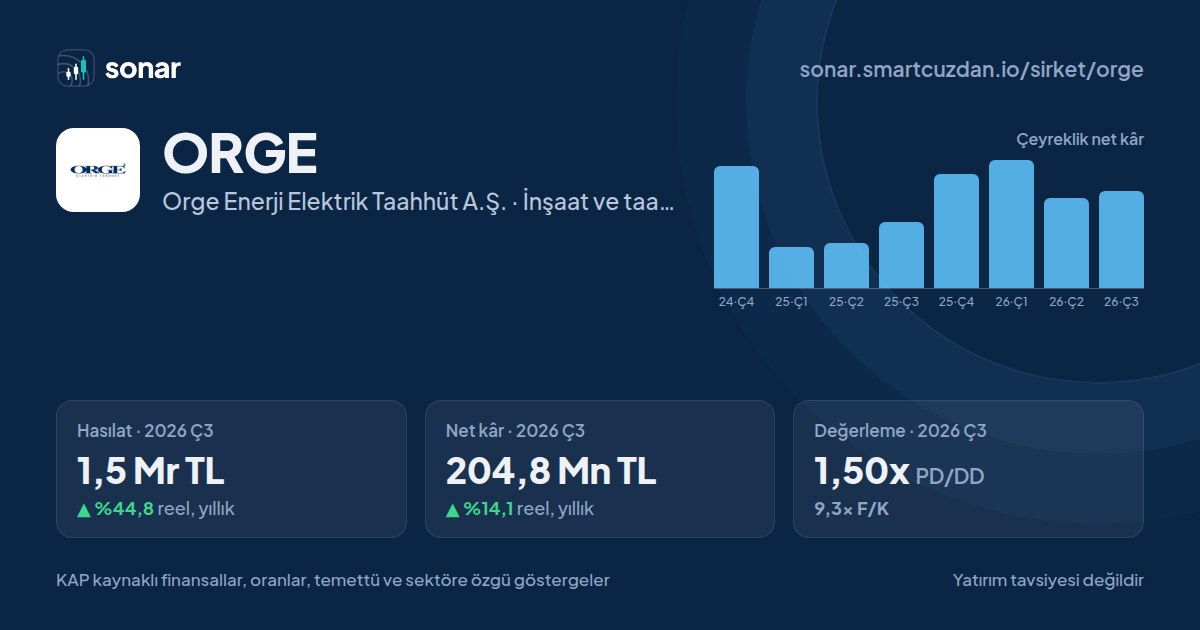 sonar
sonar.smartcuzdan.io/sirket/orge
ORGE
ORGE
Orge Enerji Elektrik Taahhüt A.Ş. · İnşaat ve taa...
Çeyreklik net kâr
24·Ç4 25·Ç1 25·Ç2 25·Ç3 25·Ç4 26·Ç1 26·Ç2 26·Ç3
Hasılat · 2026 Ç3
1,5 Mr TL
▲ %44,8 reel, yıllık
Net kâr · 2026 Ç3
204,8 Mn TL
▲ %14,1 reel, yıllık
Değerleme · 2026 Ç3
1,50x PD/DD
9,3× F/K
KAP kaynaklı finansallar, oranlar, temettü ve sektöre özgü göstergeler
Yatırım tavsiyesi değildir